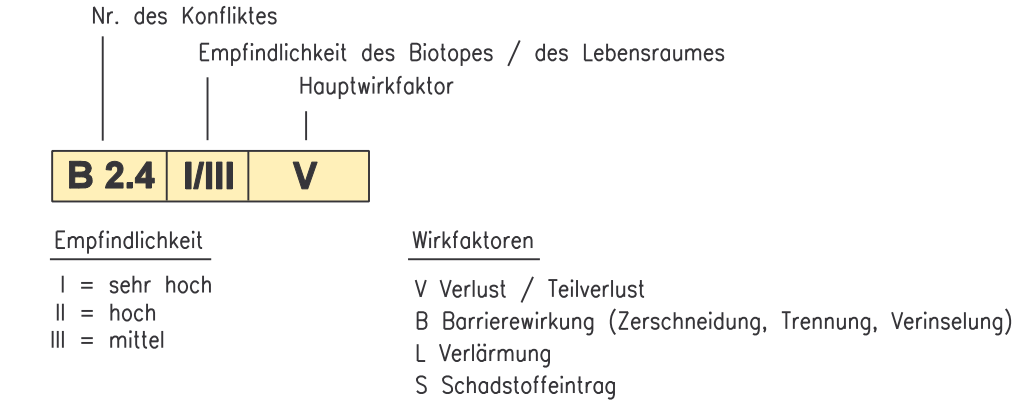 Nr. des Konfliktes
Empfindlichkeit des Biotopes / des Lebensraumes
Hauptwirkfaktor
B 2.4 I/III V
Empfindlichkeit
I = sehr hoch
II = hoch
III = mittel
Wirkfaktoren
V Verlust / Teilverlust
B Barrierewirkung (Zerschneidung, Trennung, Verinselung)
L Verlärmung
S Schadstoffeintrag